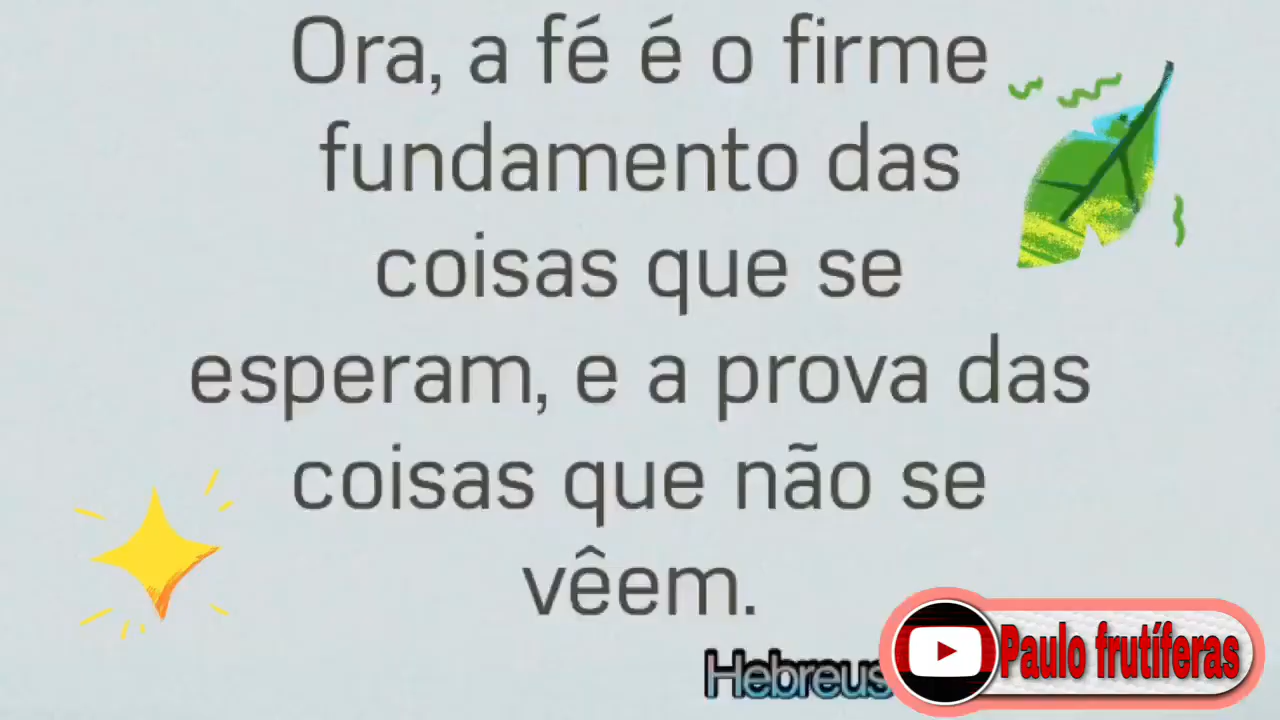 Ora, a fé é o firme
fundamento das
coisas que se
esperam, e a prova das
coisas que não se
vêem.
Hebreus
Paulo frutíferas